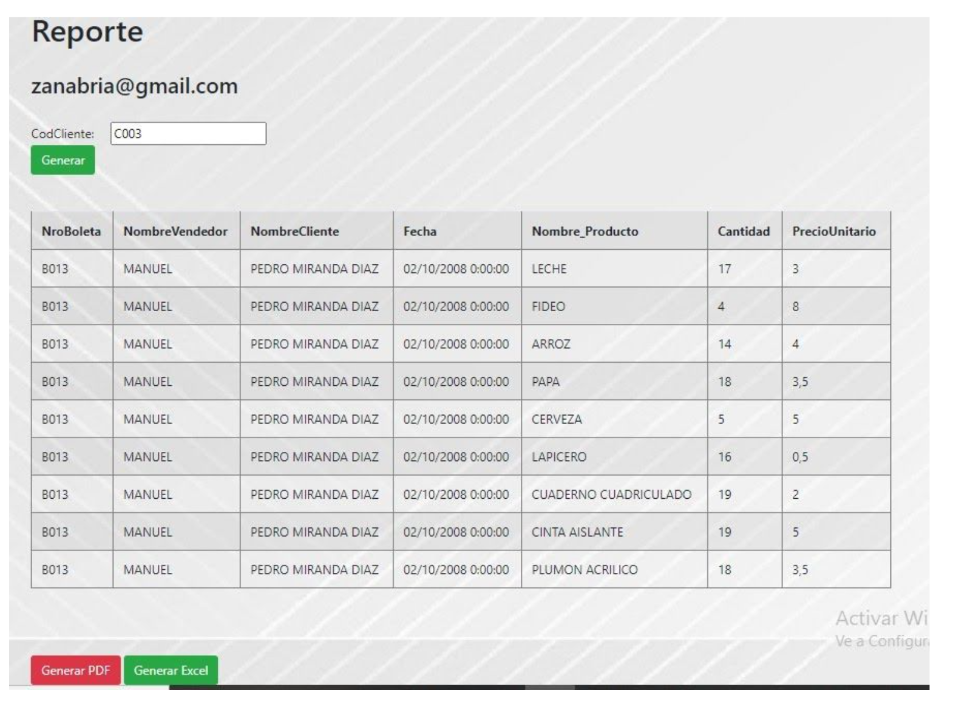 Reporte
zanabria@gmail.com
CodCliente: C003
Generar
NroBoleta NombreVendedor NombreCliente Fecha Nombre_Producto Cantidad PrecioUnitario
B013 MANUEL PEDRO MIRANDA DIAZ 02/10/2008 0:00:00 LECHE 17 3
B013 MANUEL PEDRO MIRANDA DIAZ 02/10/2008 0:00:00 FIDEO 4 8
B013 MANUEL PEDRO MIRANDA DIAZ 02/10/2008 0:00:00 ARROZ 14 4
B013 MANUEL PEDRO MIRANDA DIAZ 02/10/2008 0:00:00 PAPA 18 3,5
B013 MANUEL PEDRO MIRANDA DIAZ 02/10/2008 0:00:00 CERVEZA 5 5
B013 MANUEL PEDRO MIRANDA DIAZ 02/10/2008 0:00:00 LAPICERO 16 0,5
B013 MANUEL PEDRO MIRANDA DIAZ 02/10/2008 0:00:00 CUADERNO CUADRICULADO 19 2
B013 MANUEL PEDRO MIRANDA DIAZ 02/10/2008 0:00:00 CINTA AISLANTE 19 5
B013 MANUEL PEDRO MIRANDA DIAZ 02/10/2008 0:00:00 PLUMON ACRILICO 18 3,5
Activar Wi
Ve a Configur
Generar PDF Generar Excel